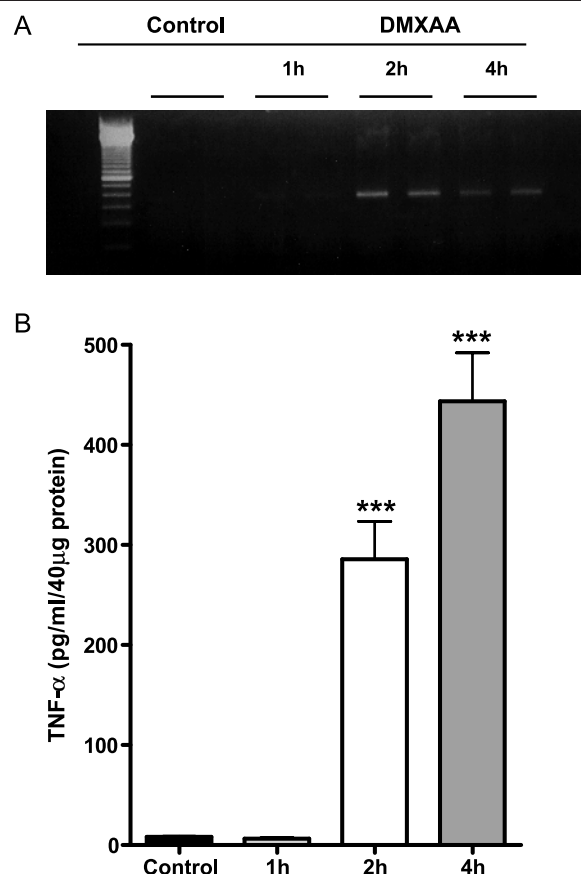 A
Control DMXAA
1h 2h 4h
B
500
400
300
200
100
0
TNF-α (pg/ml/40μg protein)
***
***
Control 1h 2h 4h